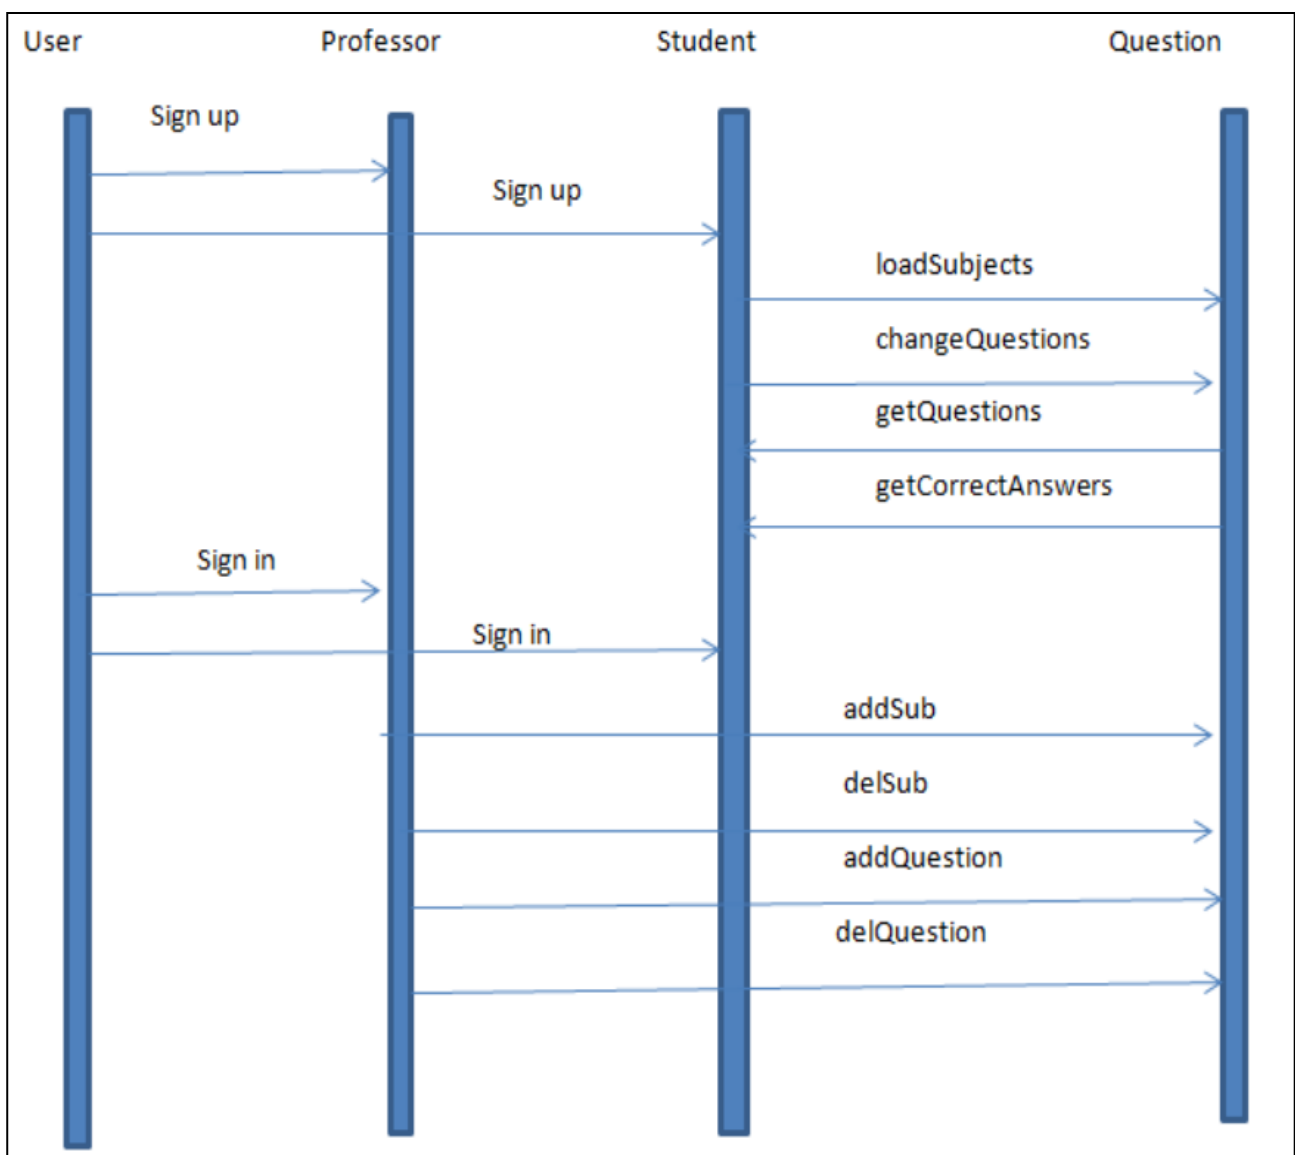 User Professor Student Question
Sign up
Sign up
loadSubjects
changeQuestions
getQuestions
getCorrectAnswers
Sign in
Sign in
addSub
delSub
addQuestion
delQuestion